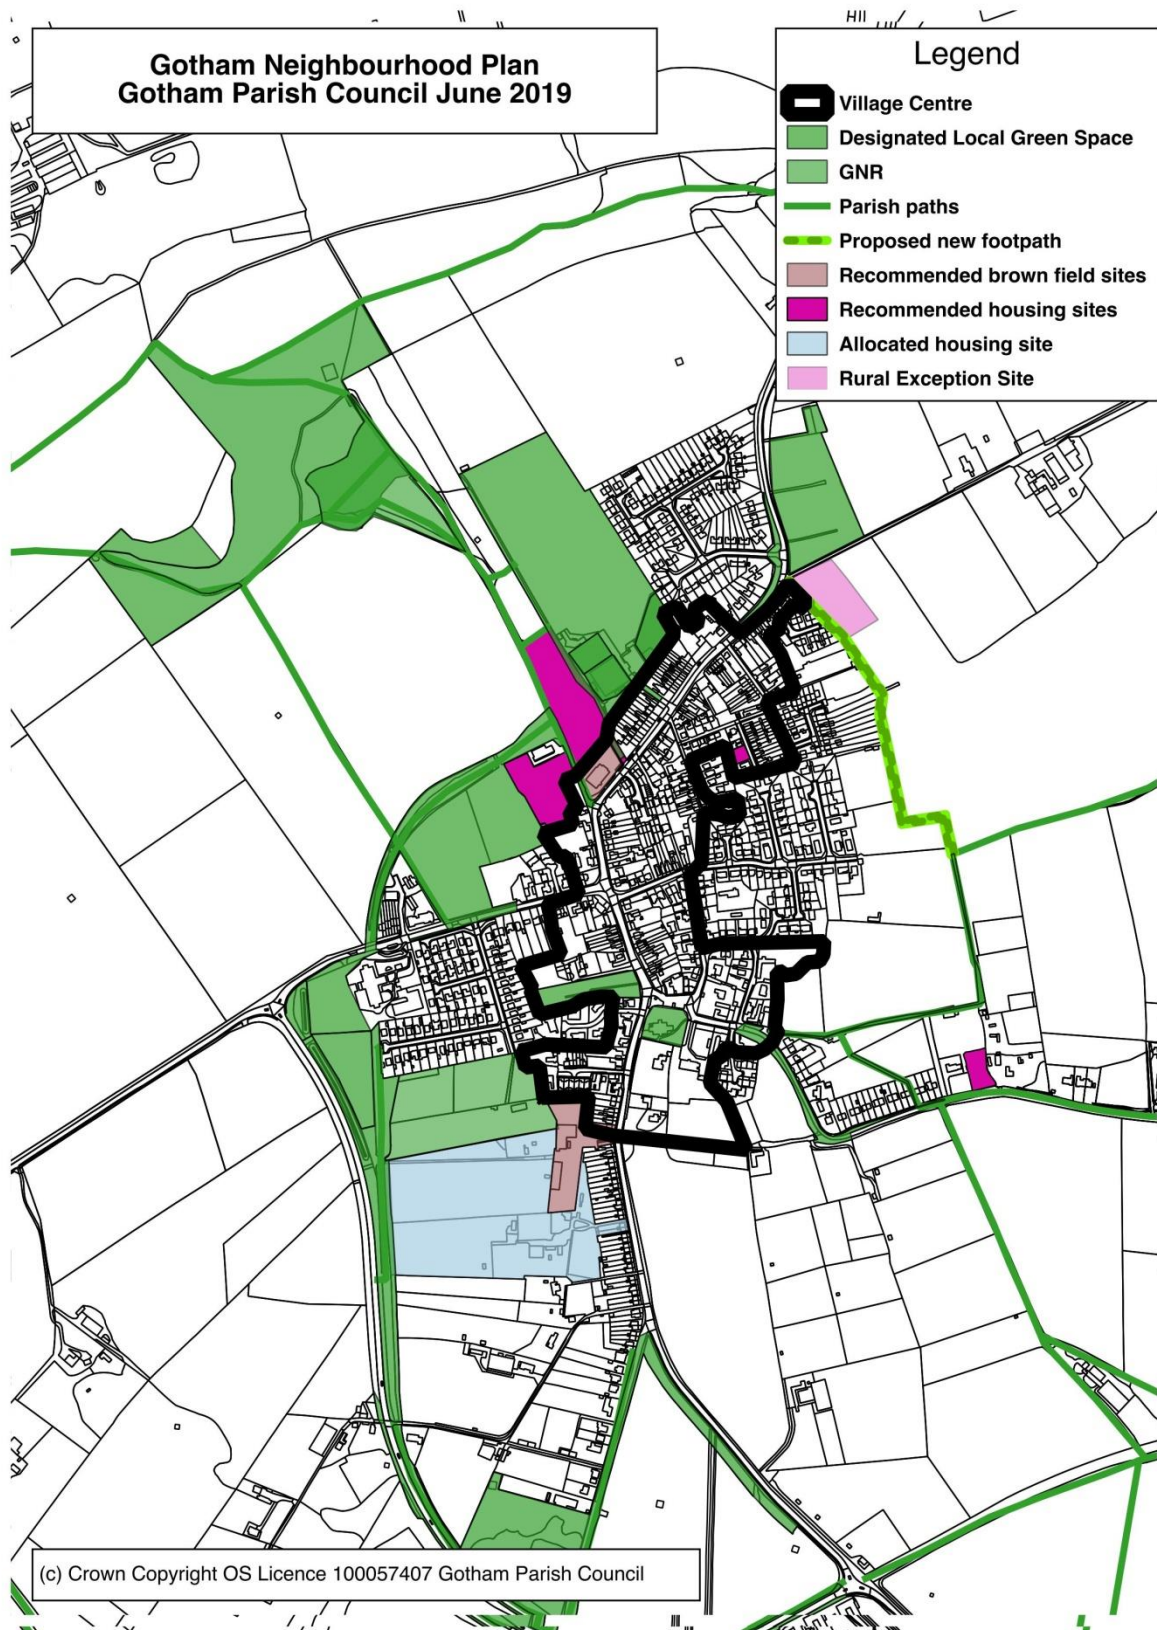 Gotham Neighbourhood Plan
Gotham Parish Council June 2019
Legend
Village Centre
Designated Local Green Space
GNR
Parish paths
Proposed new footpath
Recommended brown field sites
Recommended housing sites
Allocated housing site
Rural Exception Site
(c) Crown Copyright OS Licence 100057407 Gotham Parish Council